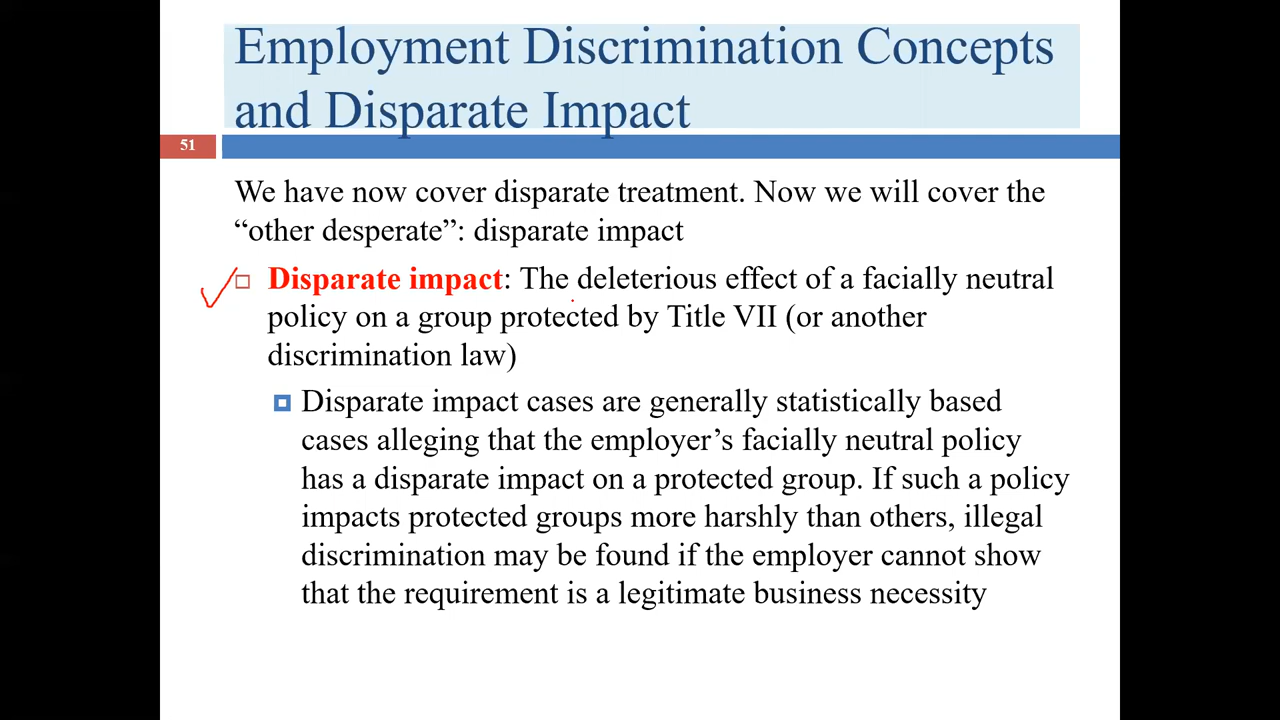 Employment Discrimination Concepts
and Disparate Impact
51
We have now cover disparate treatment. Now we will cover the
“other desperate”: disparate impact
Disparate impact: The deleterious effect of a facially neutral
policy on a group protected by Title VII (or another
discrimination law)
Disparate impact cases are generally statistically based
cases alleging that the employer’s facially neutral policy
has a disparate impact on a protected group. If such a policy
impacts protected groups more harshly than others, illegal
discrimination may be found if the employer cannot show
that the requirement is a legitimate business necessity